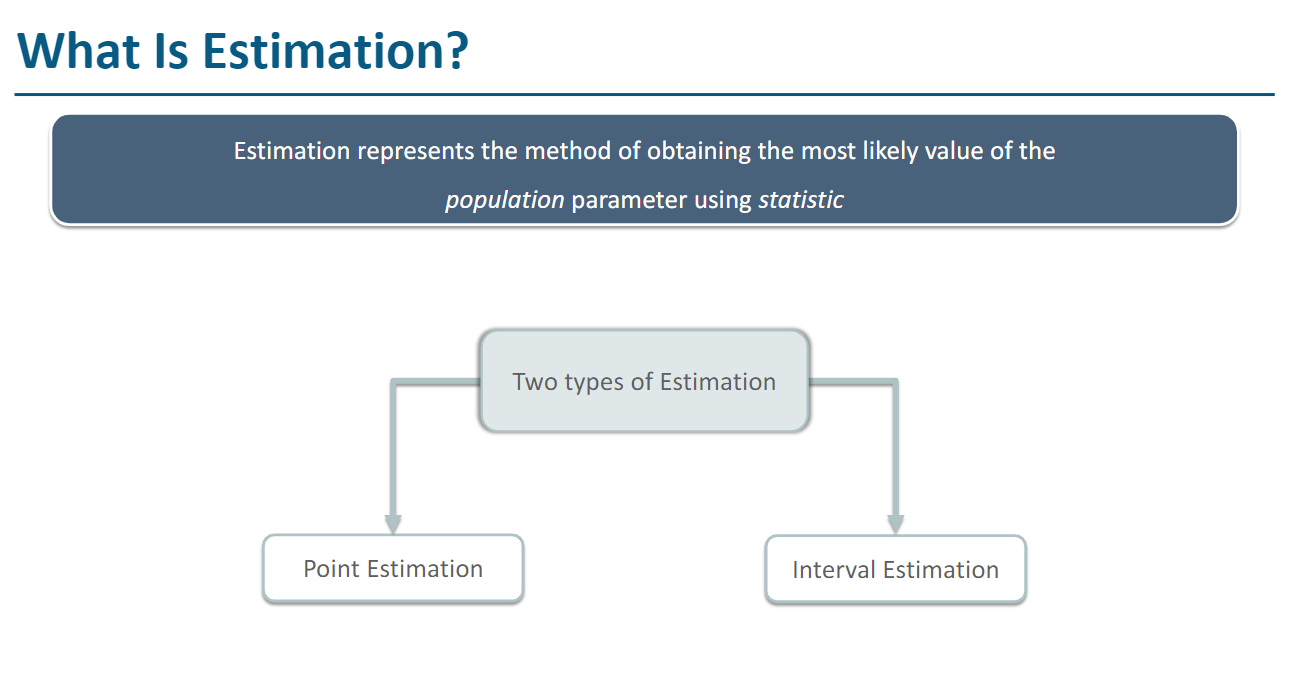 What Is Estimation?
Estimation represents the method of obtaining the most likely value of the
population parameter using statistic
Two types of Estimation
Point Estimation
Interval Estimation